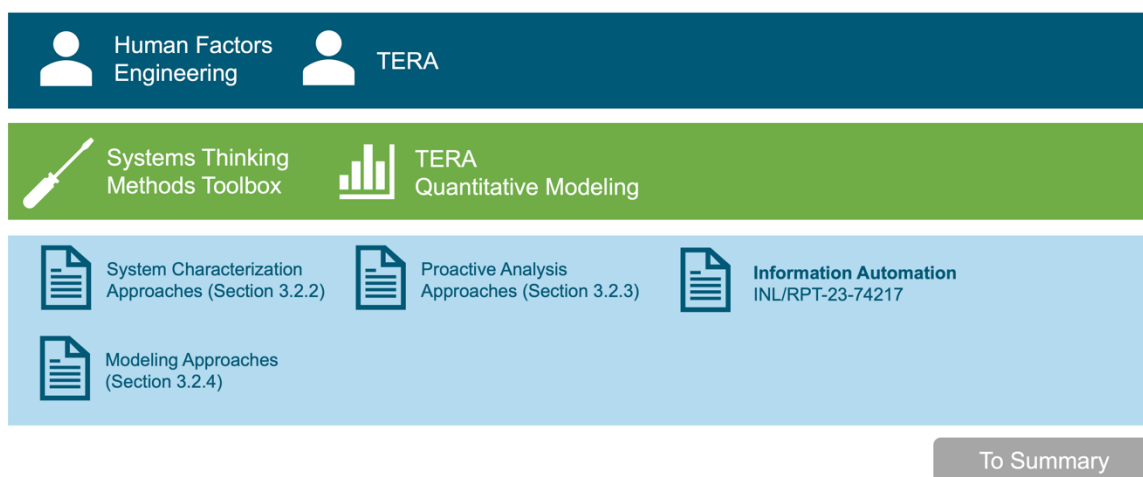 Human Factors
Engineering
TERA
Systems Thinking
Methods Toolbox
TERA
Quantitative Modeling
System Characterization
Approaches (Section 3.2.2)
Proactive Analysis
Approaches (Section 3.2.3)
Information Automation
INL/RPT-23-74217
Modeling Approaches
(Section 3.2.4)
To Summary